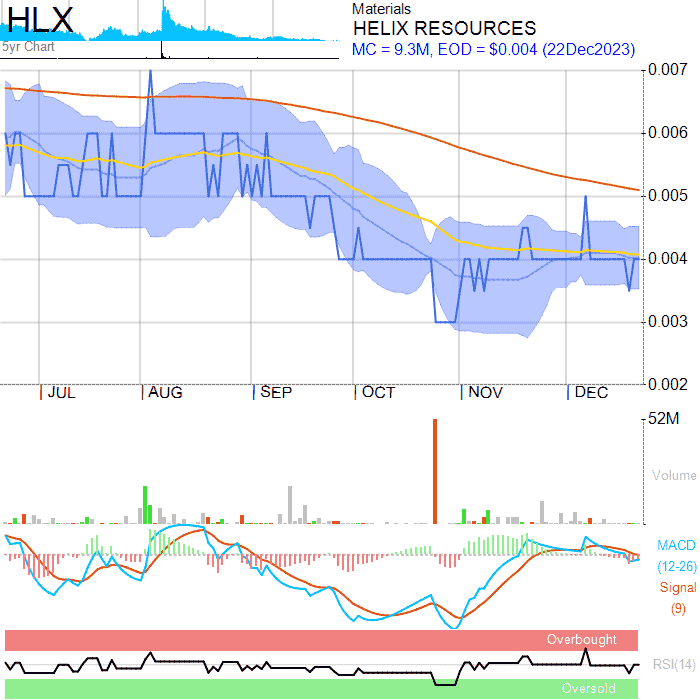 HLX
5yr Chart
Materials
HELIX RESOURCES
MC = 9.3M, EOD = $0.004 (22Dec2023)
0.007
0.006
0.005
0.004
0.003
0.002
JUL AUG SEP OCT NOV DEC
52M
Volume
MACD
(12-26)
Signal
(9)
Overbought
RSI(14)
Oversold